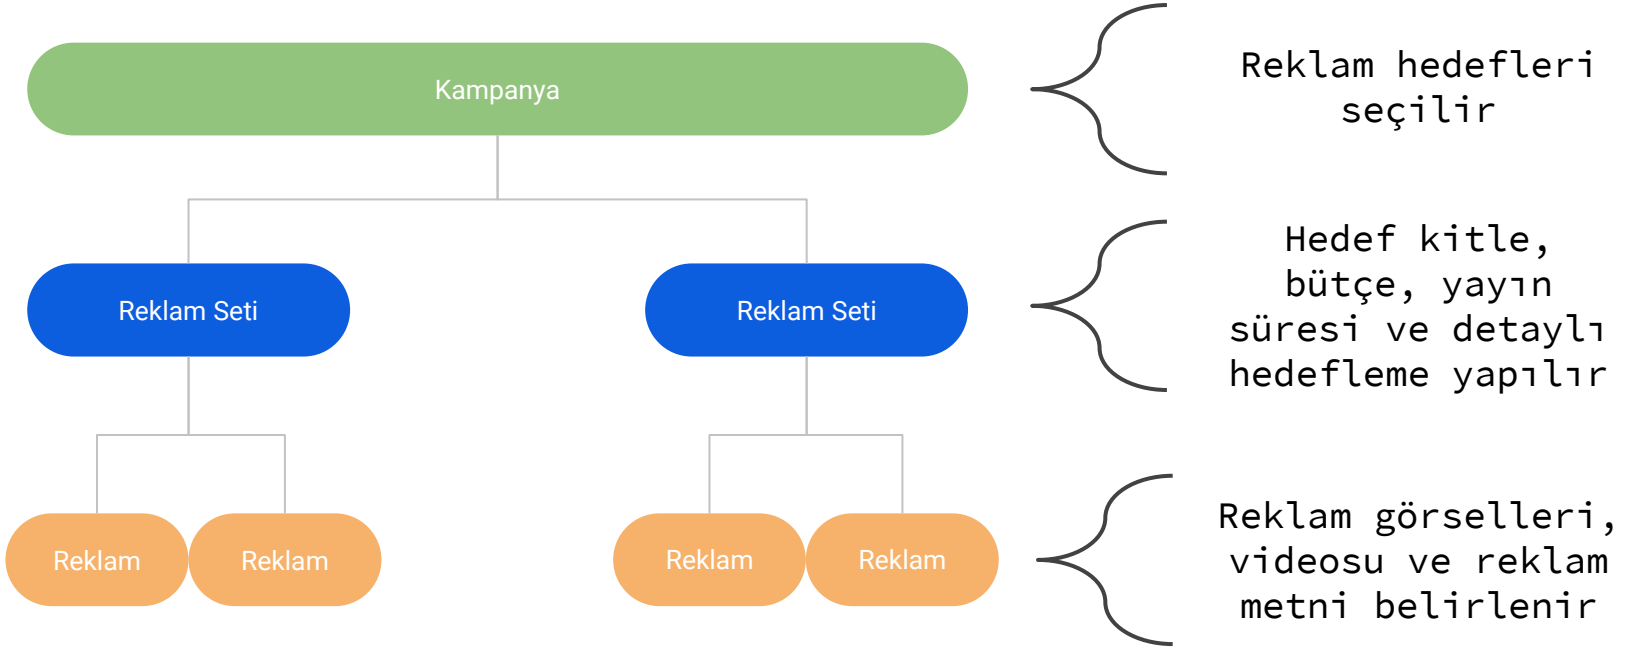 Kampanya
Reklam hedefleri
seçilir
Reklam Seti
Reklam Seti
Hedef kitle,
bütçe, yayın
süresi ve detaylı
hedefleme yapılır
Reklam
Reklam
Reklam
Reklam
Reklam görselleri,
videosu ve reklam
metni belirlenir